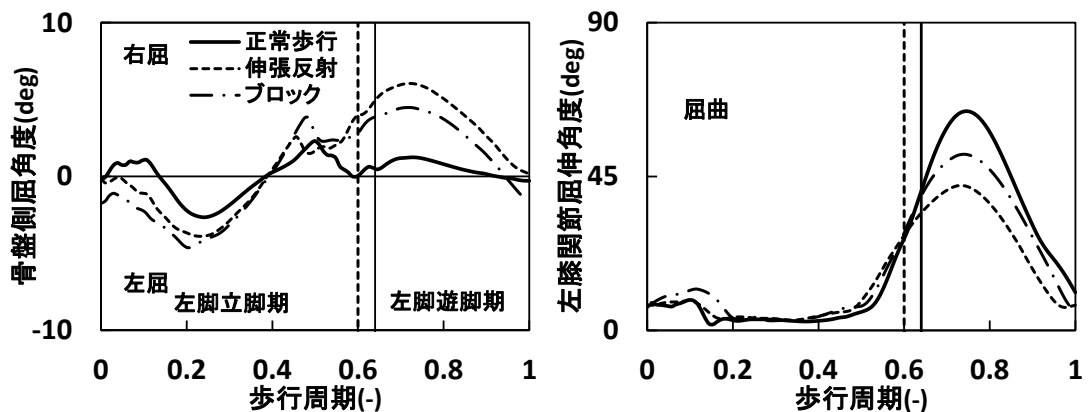 骨盤側屈角度(deg)
10
0
-10
右屈
正常歩行
伸張反射
ブロック
左屈
左脚立脚期
左脚遊脚期
0 0.2 0.4 0.6 0.8 1
歩行周期(-)
左膝関節屈伸角度(deg)
90
45
0
屈曲
0 0.2 0.4 0.6 0.8 1
歩行周期(-)